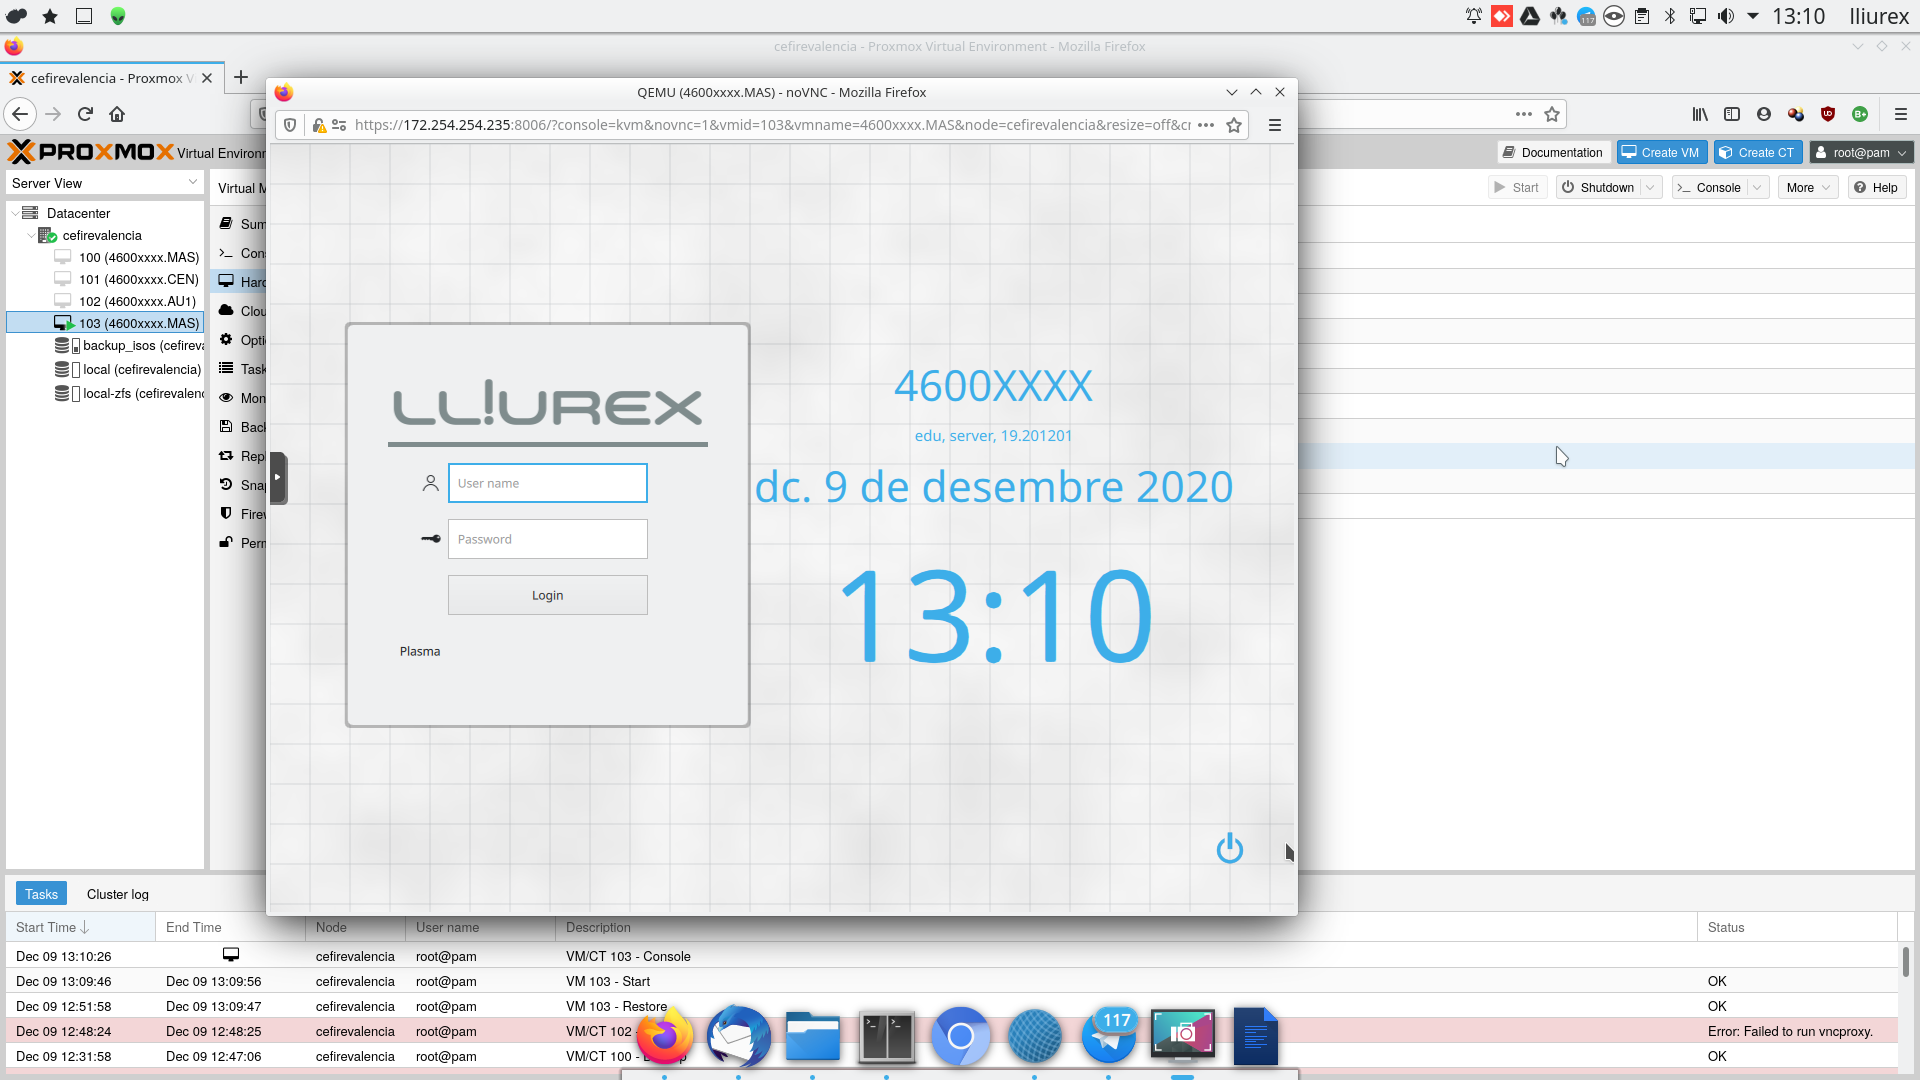 117
13:10
lliurex
cefirevalencia - Proxmox Virtual Environment - Mozilla Firefox
cefirevalencia - Proxmox V
QEMU (4600xxxx.MAS) - noVNC - Mozilla Firefox
https://172.254.254.235:8006/?console=kvm&novnc=1&vmid=103&vmname=4600xxxx.MAS&node=cefirevalencia&resize=off&cr
PROXMOX Virtual Environ
Documentation
Create VM
Create CT
root@pam
Server View
Virtual M
Start
Shutdown
Console
More
Help
Datacenter
cefirevalencia
100 (4600xxxx.MAS)
101 (4600xxxx.CEN)
102 (4600xxxx.AU1)
103 (4600xxxx.MAS)
backup_isos (cefireva
local (cefirevalencia)
local-zfs (cefirevalenc
Sum
Con
Hard
Clou
Opti
Task
Mon
Back
Repl
Snap
Firew
Perm
LLIUREX
User name
Password
Login
Plasma
4600XXXX
edu, server, 19.201201
dc. 9 de desembre 2020
13:10
Tasks
Cluster log
Start Time End Time Node User name Description Status
Dec 09 13:10:26 cefirevalencia root@pam VM/CT 103 - Console
Dec 09 13:09:46 Dec 09 13:09:56 cefirevalencia root@pam VM 103 - Start OK
Dec 09 12:51:58 Dec 09 13:09:47 cefirevalencia root@pam VM 103 - Restore OK
Dec 09 12:48:24 Dec 09 12:48:25 cefirevalencia root@pam VM/CT 102 - Error: Failed to run vncproxy.
Dec 09 12:31:58 Dec 09 12:47:06 cefirevalencia root@pam VM/CT 100 - OK
117